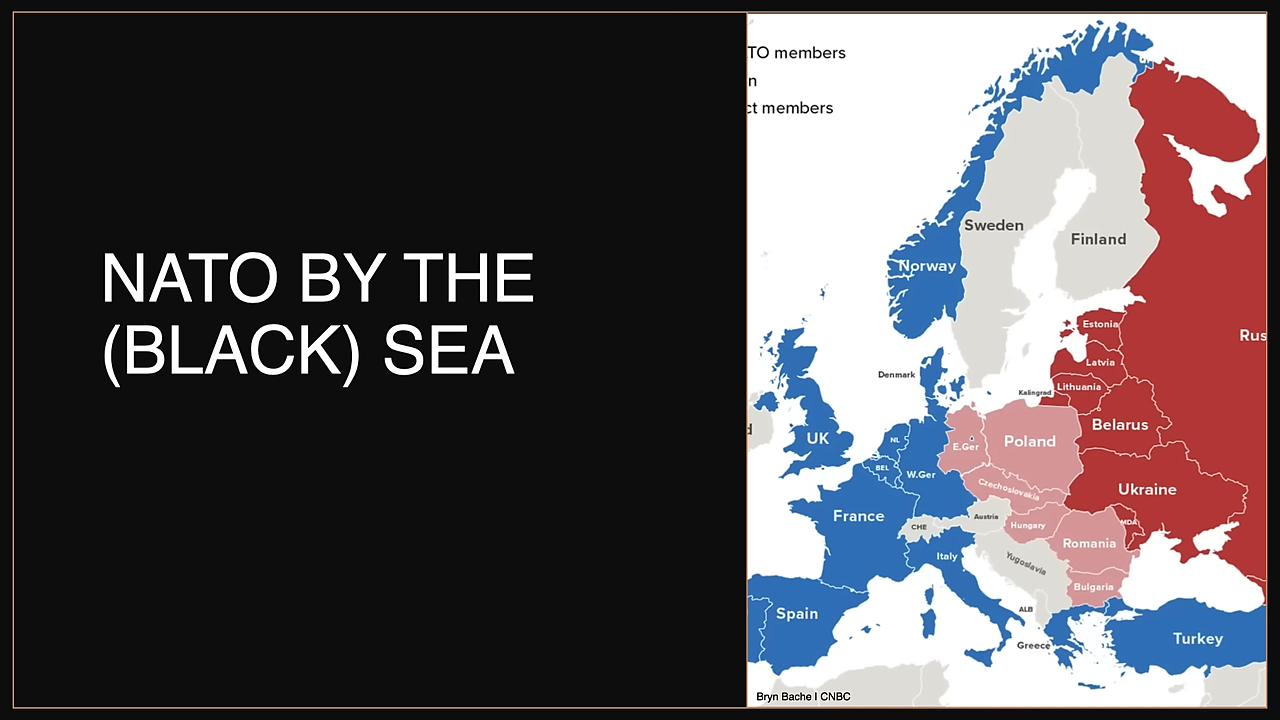 NATO BY THE
(BLACK) SEA
TO members
n
ct members
Sweden
Finland
Norway
Rus
Estonia
Latvia
Denmark
Kalingrad
Lithuania
Belarus
d
UK
NL
E.Ger
Poland
BEL
W.Ger
Czechoslovakia
Ukraine
France
CHE
Austria
Hungary
MDA
Romania
Italy
Yugoslavia
Bulgaria
Spain
ALB
Greece
Turkey
Bryn Bache I CNBC